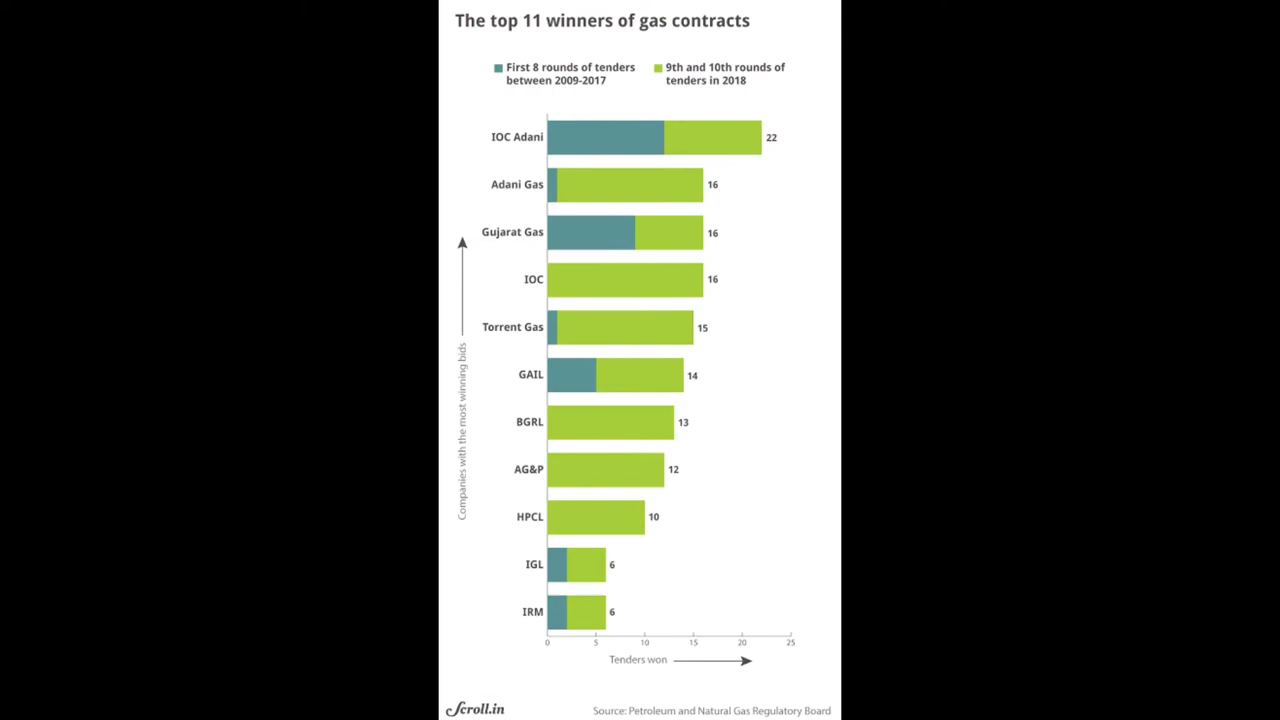 The top 11 winners of gas contracts
First 8 rounds of tenders
between 2009-2017
9th and 10th rounds of
tenders in 2018
IOC Adani 22
Adani Gas 16
Gujarat Gas 16
IOC 16
Torrent Gas 15
GAIL 14
BGRL 13
AG&P 12
HPCL 10
IGL 6
IRM 6
Companies with the most winning bids
0 5 10 15 20 25
Tenders won
Scroll.in
Source: Petroleum and Natural Gas Regulatory Board